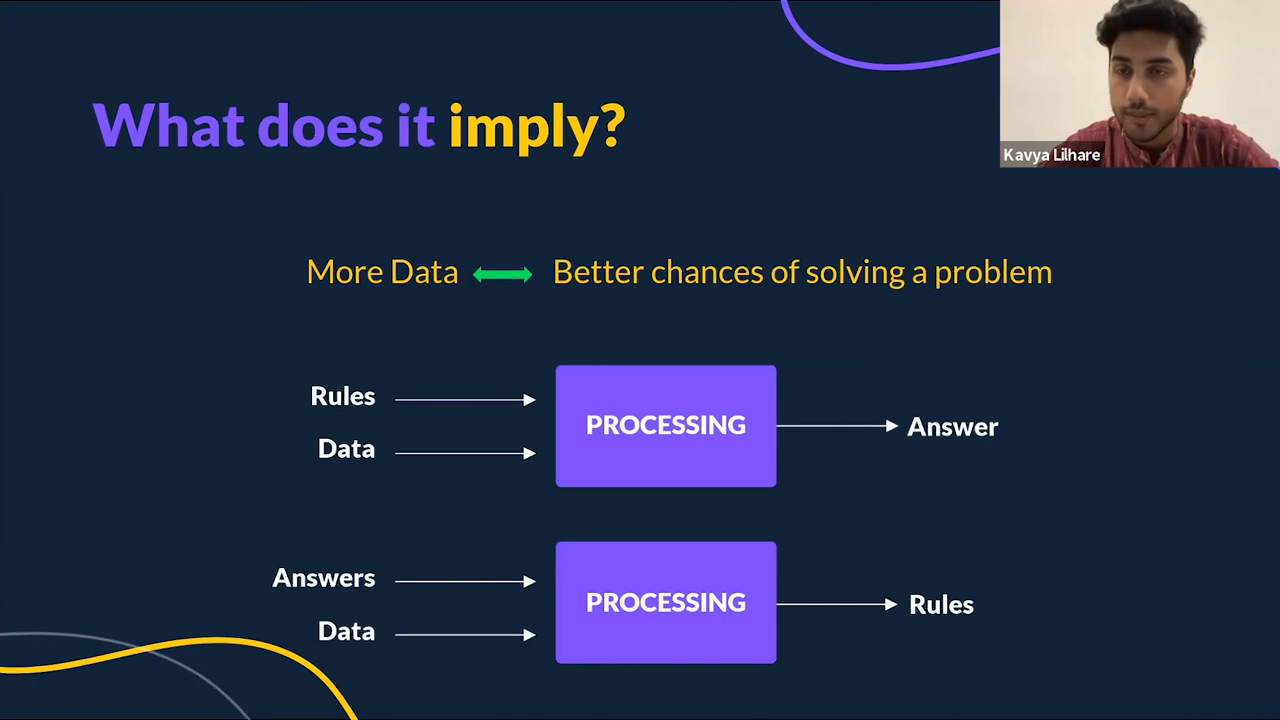 What does it imply?
Kavya Lilhare
More Data Better chances of solving a problem
Rules
Data
PROCESSING
Answer
Answers
Data
PROCESSING
Rules